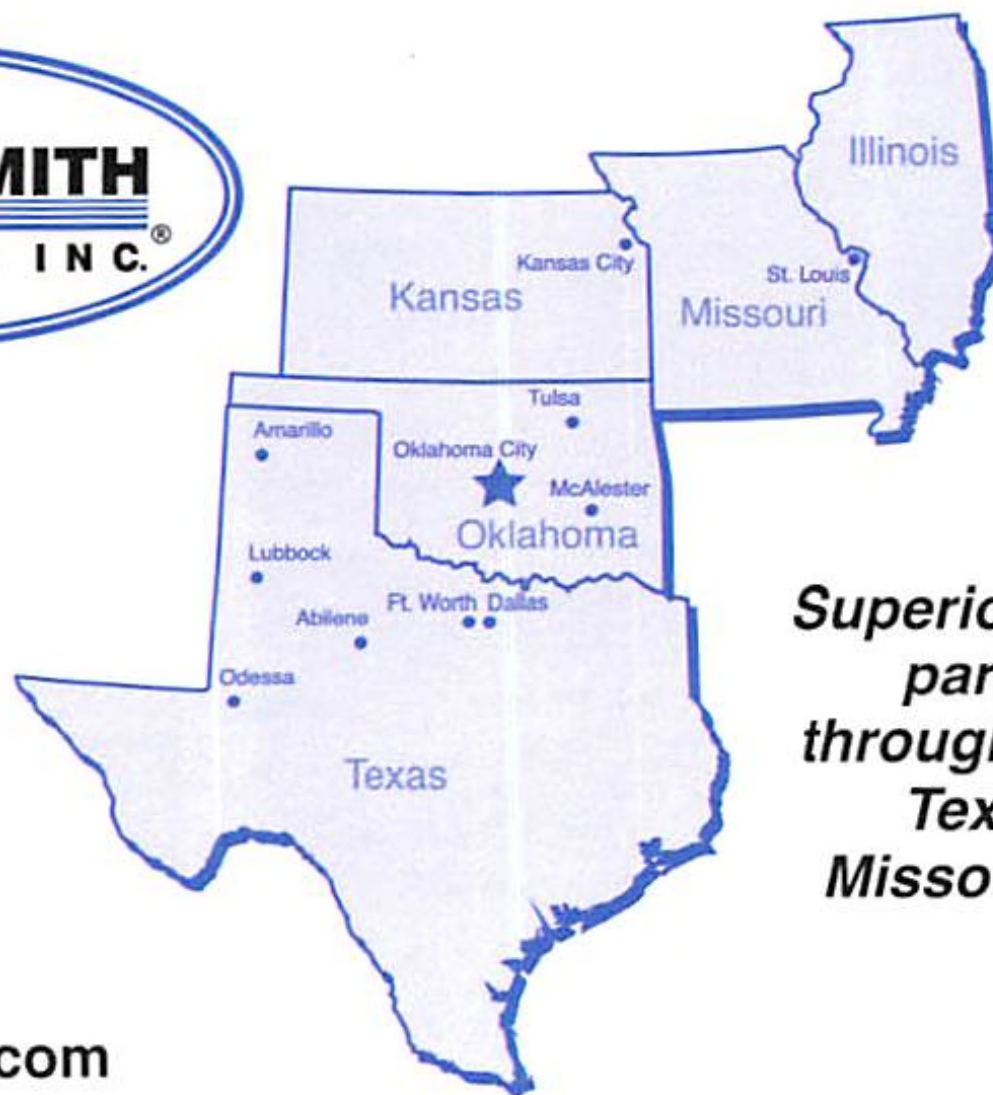 MITH
INC.®
Illinois
Kansas City
St. Louis
Kansas
Missouri
Tulsa
Amarillo
Oklahoma City
McAlester
Oklahoma
Lubbock
Ft. Worth Dallas
Abilene
Odessa
Texas
Superio
par
throug
Tex
Misso
.com